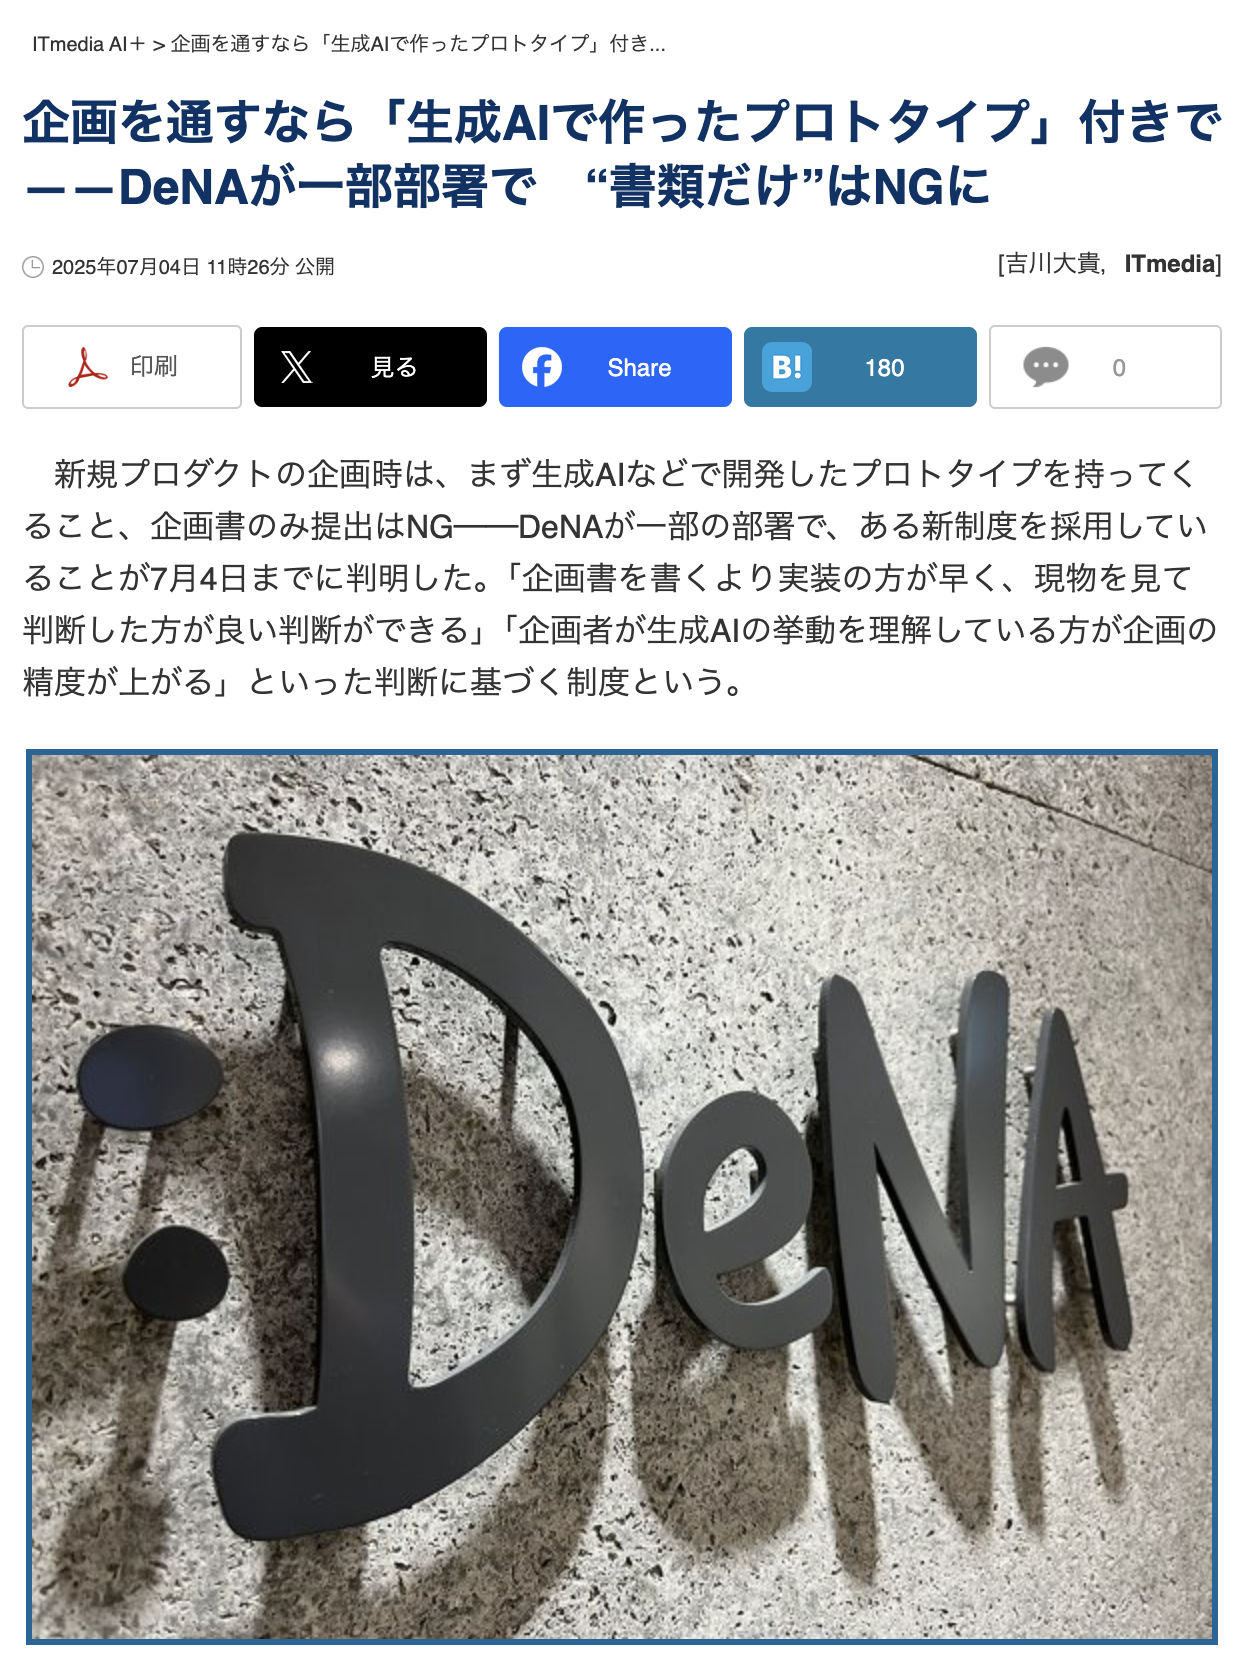 ITmedia AI＋ > 企画を通すなら「生成AIで作ったプロトタイプ」付き...
企画を通すなら「生成AIで作ったプロトタイプ」付きで
——DeNAが一部部署で　“書類だけ”はNGに
2025年07月04日 11時26分 公開
[吉川大貴，ITmedia]
印刷
見る
Share
B! 180
0
　新規プロダクトの企画時は、まず生成AIなどで開発したプロトタイプを持ってく
ること、企画書のみ提出はNG――DeNAが一部の部署で、ある新制度を採用してい
ることが7月4日までに判明した。「企画書を書くより実装の方が早く、現物を見て
判断した方が良い判断ができる」「企画者が生成AIの挙動を理解している方が企画の
精度が上がる」といった判断に基づく制度という。
:DeNA